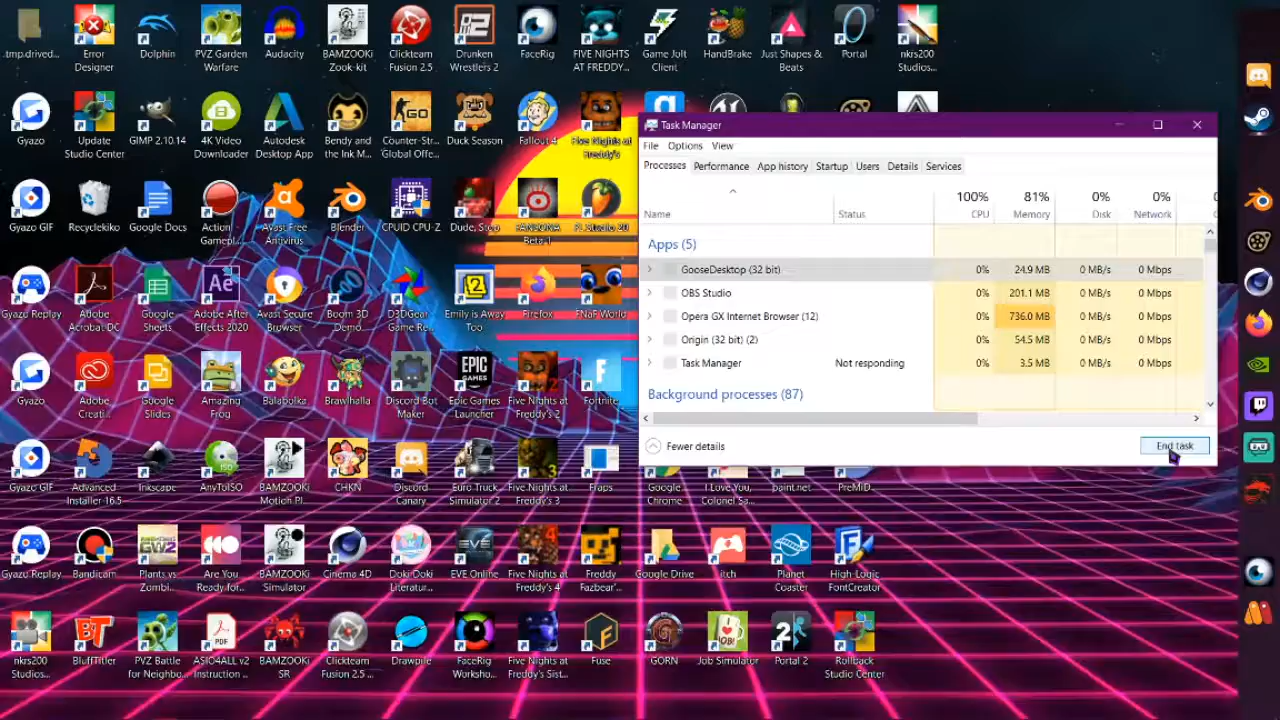 .tmp.drived...
Error
Designer
Dolphin
PVZ Garden
Warfare
Audacity
BAMZOOKi
Zook-kit
Clickteam
Fusion 2.5
Drunken
Wrestlers 2
FaceRig
FIVE NIGHTS
AT FREDDY...
Game Jolt
Client
HandBrake
Just Shapes &
Beats
Portal
nkrs200
Studios...
Gyazo
Update
Studio Center
GIMP 2.10.14
4K Video
Downloader
Autodesk
Desktop App
Bendy and
the Ink M...
Counter-Str...
Global Offe...
Duck Season
Fallout 4
Five Nights at
Freddy's
Gyazo GIF
Recyclekiko
Google Docs
Action
Gamepl...
Avast Free
Antivirus
Blender
CPUID CPU-Z
Dude, Stop
FL Studio 20
Gyazo Replay
Adobe
Acrobat DC
Google
Sheets
Adobe After
Effects 2020
Avast Secure
Browser
Boom 3D
Demo
D3DGear
Game Re...
Emily is Away
Too
Firefox
FNaF World
Gyazo
Adobe
Creati...
Google
Slides
Amazing
Frog
Balabolka
Brawlhalla
Discord Bot
Maker
EPIC
GAMES
Epic Games
Launcher
Five Nights at
Freddy's 2
Fortnite
Gyazo GIF
Advanced
Installer 16.5
Inkscape
AnyToISO
BAMZOOKi
Motion Pl...
CHKN
Discord
Canary
Euro Truck
Simulator 2
Five Nights at
Freddy's 3
Fraps
Google
Chrome
I Love You,
Colonel Sa...
paint.net
PreMiD
Gyazo Replay
Bandicam
Plants vs
Zombi...
Are You
Ready for...
BAMZOOKi
Simulator
Cinema 4D
Doki Doki
Literatur...
EVE Online
Five Nights at
Freddy's 4
Freddy
Fazbear'...
Google Drive
itch
Planet
Coaster
High-Logic
FontCreator
nkrs200
Studios...
BluffTitler
PVZ Battle
for Neighbo...
ASIO4ALL v2
Instruction ...
BAMZOOKi
SR
Clickteam
Fusion 2.5 ...
Drawpile
FaceRig
Worksho...
Five Nights at
Freddy's Sist...
Fuse
GORN
Job Simulator
Portal 2
Rollback
Studio Center
Task Manager
File Options View
Processes Performance App history Startup Users Details Services
100% 81% 0% 0%
Name Status CPU Memory Disk Network
Apps (5)
GooseDesktop (32 bit) 0% 24.9 MB 0 MB/s 0 Mbps
OBS Studio 0% 201.1 MB 0 MB/s 0 Mbps
Opera GX Internet Browser (12) 0% 736.0 MB 0 MB/s 0 Mbps
Origin (32 bit) (2) 0% 54.5 MB 0 MB/s 0 Mbps
Task Manager Not responding 0% 3.5 MB 0 MB/s 0 Mbps
Background processes (87)
Fewer details
End task